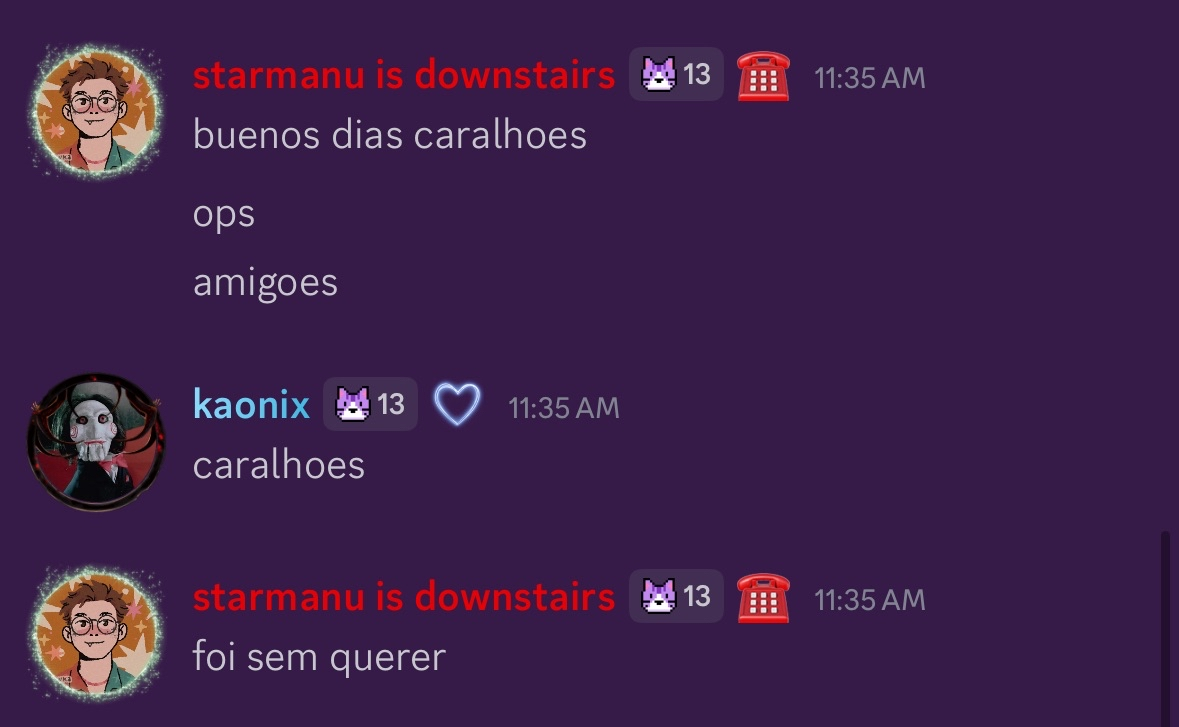 starmanu is downstairs 13 11:35 AM
buenos dias caralhoes
ops
amigoes
kaonix 13 11:35 AM
caralhoes
starmanu is downstairs 13 11:35 AM
foi sem querer